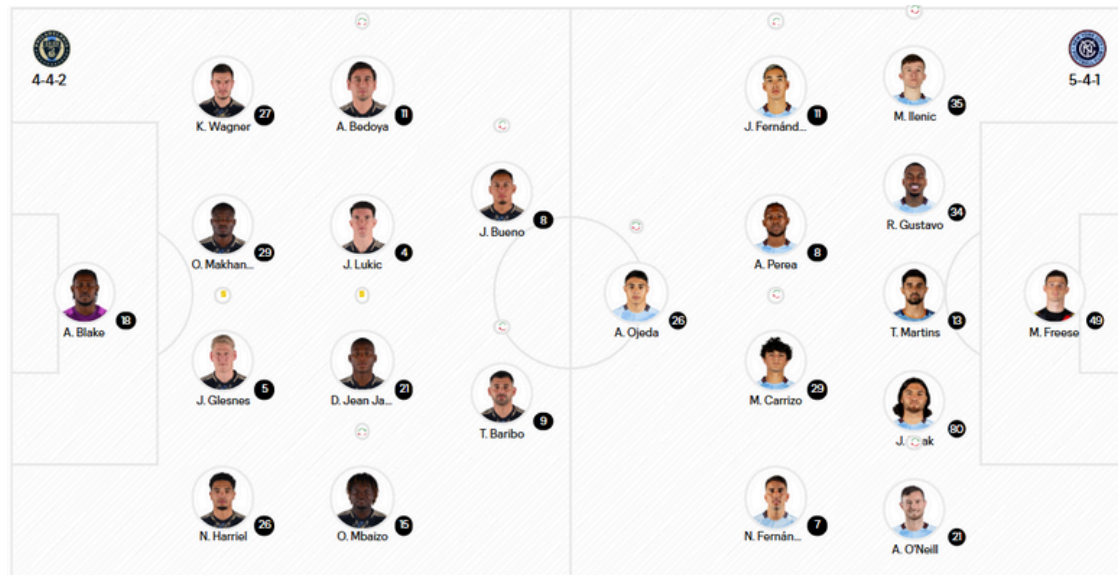 4-4-2
5-4-1
27
K. Wagner
11
A. Bedoya
11
J. Fernánd...
35
M. Ilenic
29
O. Makhan...
4
J. Lukic
8
J. Bueno
8
A. Perea
34
R. Gustavo
18
A. Blake
26
A. Ojeda
13
T. Martins
49
M. Freese
5
J. Glesnes
21
D. Jean Ja...
9
T. Baribo
29
M. Carrizo
80
J.
26
N. Harriel
15
O. Mbaizo
7
N. Fernán...
21
A. O'Neill